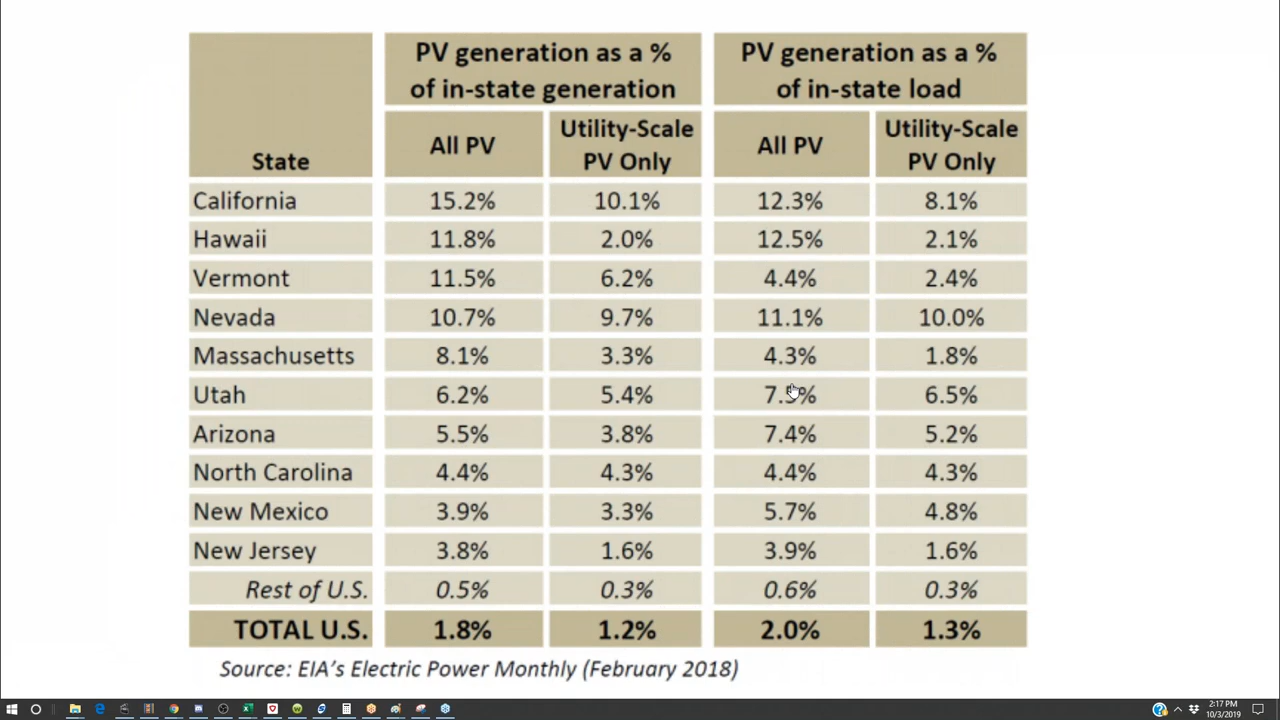 PV generation as a %
of in-state generation
PV generation as a %
of in-state load
State
All PV
Utility-Scale
PV Only
All PV
Utility-Scale
PV Only
California 15.2% 10.1% 12.3% 8.1%
Hawaii 11.8% 2.0% 12.5% 2.1%
Vermont 11.5% 6.2% 4.4% 2.4%
Nevada 10.7% 9.7% 11.1% 10.0%
Massachusetts 8.1% 3.3% 4.3% 1.8%
Utah 6.2% 5.4% 6.5%
Arizona 5.5% 3.8% 7.4% 5.2%
North Carolina 4.4% 4.3% 4.4% 4.3%
New Mexico 3.9% 3.3% 5.7% 4.8%
New Jersey 3.8% 1.6% 3.9% 1.6%
Rest of U.S. 0.5% 0.3% 0.6% 0.3%
TOTAL U.S. 1.8% 1.2% 2.0% 1.3%
Source: EIA's Electric Power Monthly (February 2018)
2:17 PM
10/3/2019